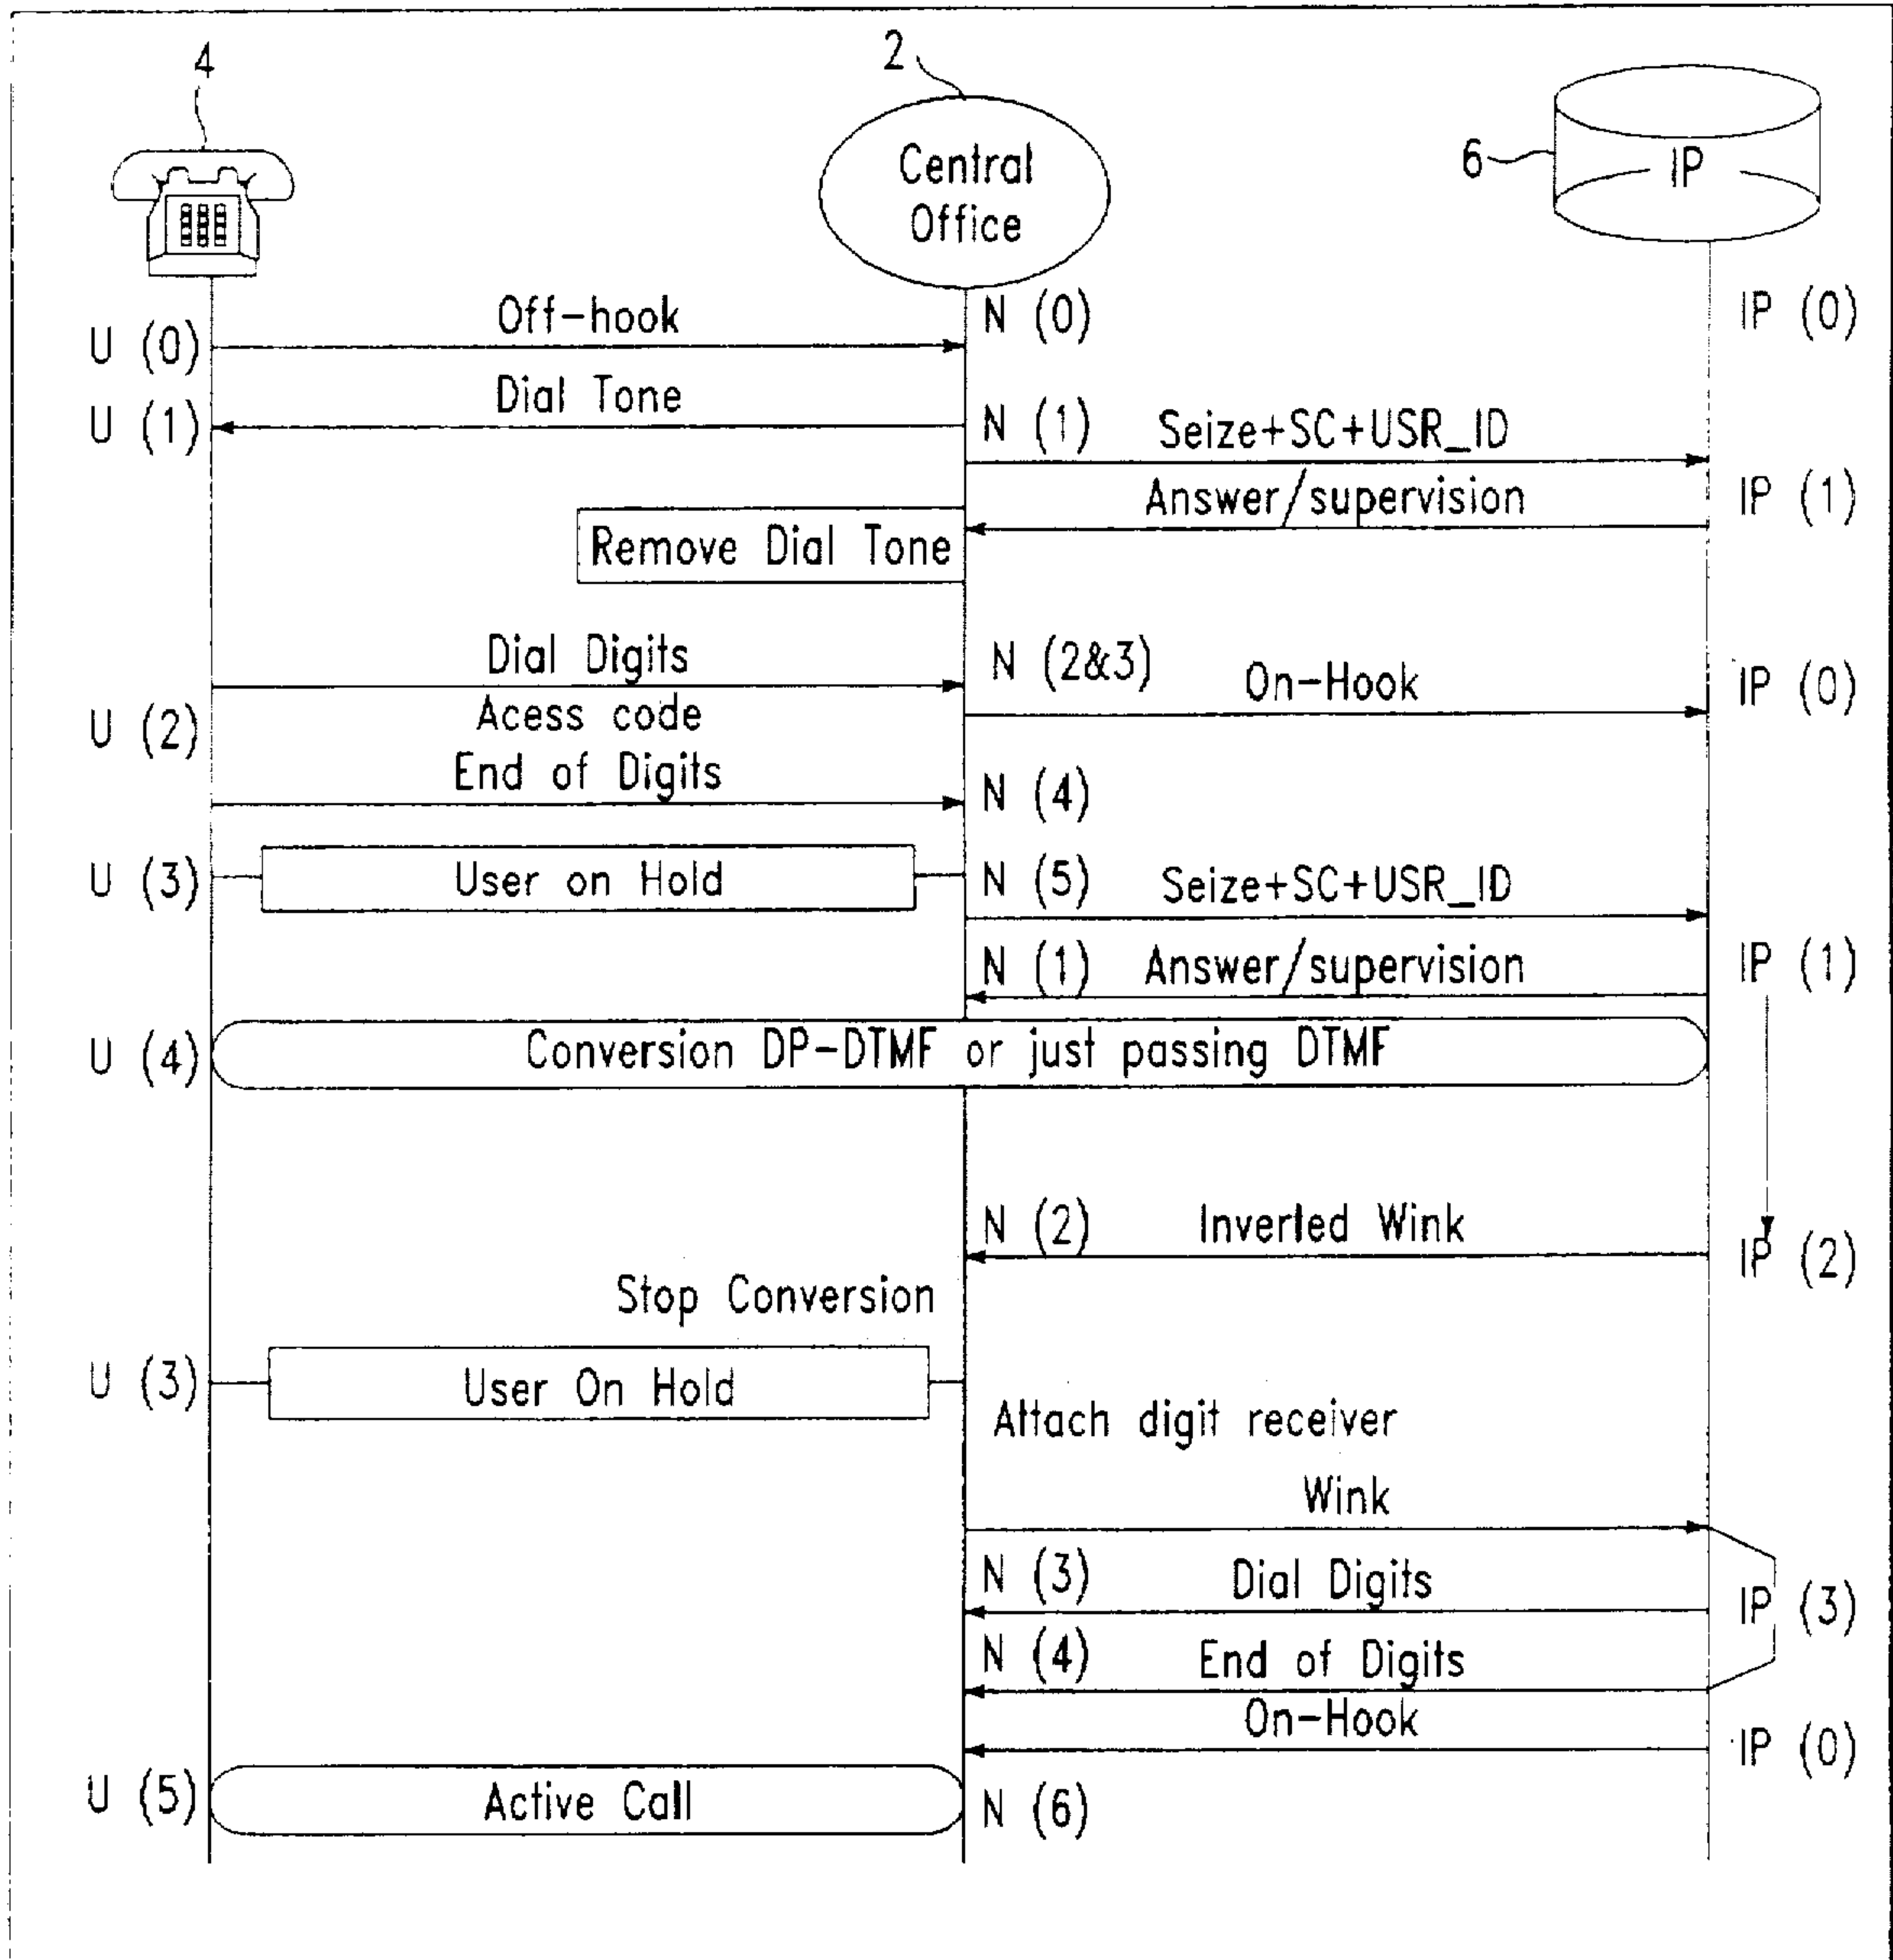 4
2
6
Central
Office
IP
Off-hook
N (0)
IP (0)
U (0)
Dial Tone
U (1)
N (1)
Seize+SC+USR_ID
Answer/supervision
IP (1)
Remove Dial Tone
Dial Digits
N (2&3)
On-Hook
IP (0)
U (2)
Acess code
End of Digits
N (4)
U (3)
User on Hold
N (5)
Seize+SC+USR_ID
N (1)
Answer/supervision
IP (1)
U (4)
Conversion DP-DTMF or just passing DTMF
N (2)
Inverted Wink
IP (2)
Stop Conversion
U (3)
User On Hold
Attach digit receiver
Wink
N (3)
Dial Digits
IP (3)
N (4)
End of Digits
On-Hook
IP (0)
U (5)
Active Call
N (6)